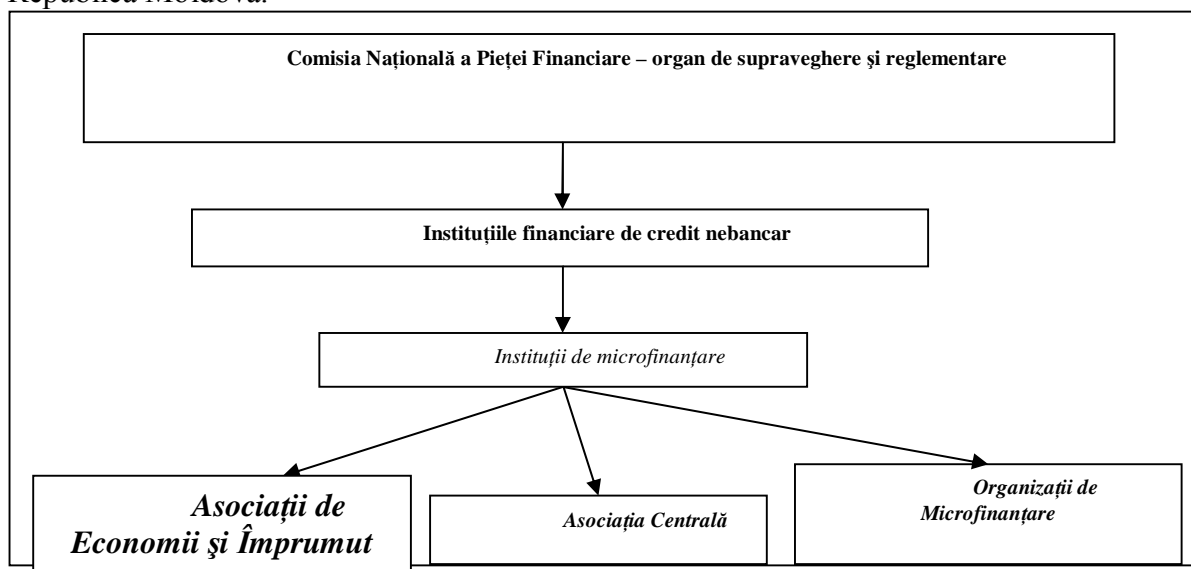 Republica Moldova.
Comisia Națională a Pieței Financiare – organ de supraveghere şi reglementare
Instituțiile financiare de credit nebancar
Instituții de microfinanțare
Asociații de
Economii şi Împrumut
Asociația Centrală
Organizații de
Microfinanțare